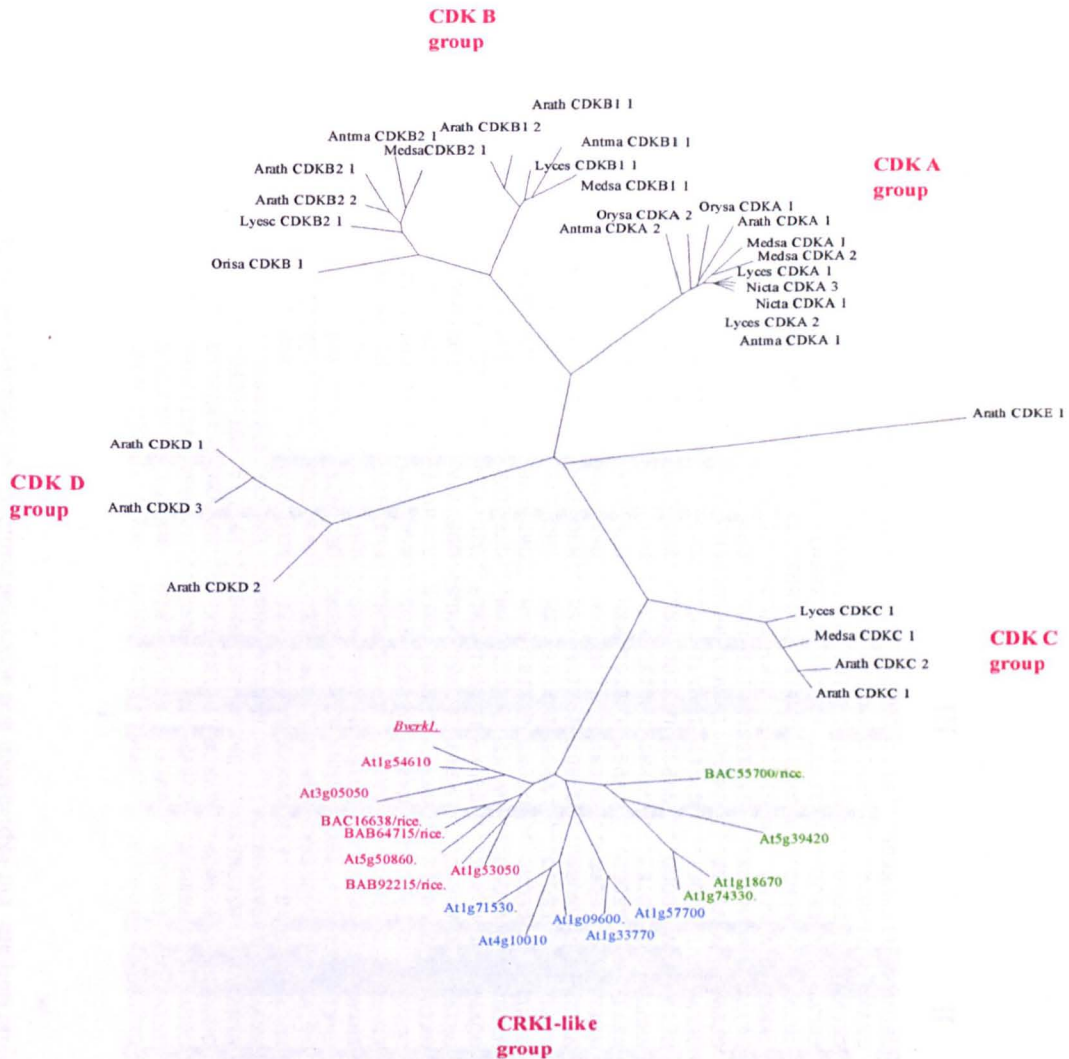 CDK B
group
Arath CDKB1 1
Arath CDKB1 2
Antma CDKB2 1
Antma CDKB1 1
MedsaCDKB2 1
Lyces CDKB1 1
Arath CDKB2 1
Medsa CDKB1 1
Arath CDKB2 2
Lyesc CDKB2 1
Orisa CDKB 1
CDK A
group
Orysa CDKA 1
Orysa CDKA 2
Arath CDKA 1
Antma CDKA 2
Medsa CDKA 1
Medsa CDKA 2
Lyces CDKA 1
Nicta CDKA 3
Nicta CDKA 1
Lyces CDKA 2
Antma CDKA 1
Arath CDKE 1
Arath CDKD 1
CDK D
group
Arath CDKD 3
Arath CDKD 2
Lyces CDKC 1
Medsa CDKC 1
CDK C
group
Arath CDKC 2
Arath CDKC 1
Bvcrk1.
At1g54610
At3g05050
BAC16638/rice.
BAB64715/rice.
At5g50860.
At1g53050
BAB92215/rice.
BAC55700/rice.
At5g39420
At1g18670
At1g74330.
At1g71530.
At1g09600.
At1g57700
At4g10010
At1g33770
CRK1-like
group